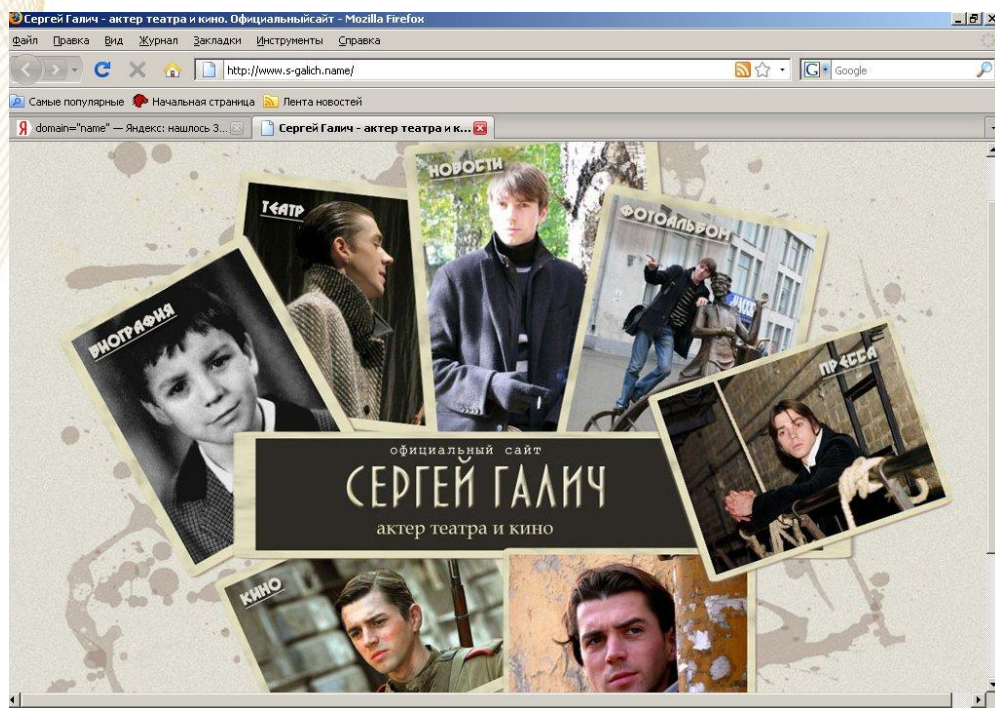 Сергей Галич - актер театра и кино. Официальныйсайт - Mozilla Firefox
Файл Правка Вид Журнал Закладки Инструменты Справка
http://www.s-galich.name/
Google
Самые популярные Начальная страница Лента новостей
domain="name" — Яндекс: нашлось 3...
Сергей Галич - актер театра и к...
НОВОСТИ
ТЕАТР
ФОТОАЛЬБОМ
БИОГРАФИЯ
ПРЕССА
официальный сайт
СЕРГЕЙ ГАЛИЧ
актер театра и кино
КИНО